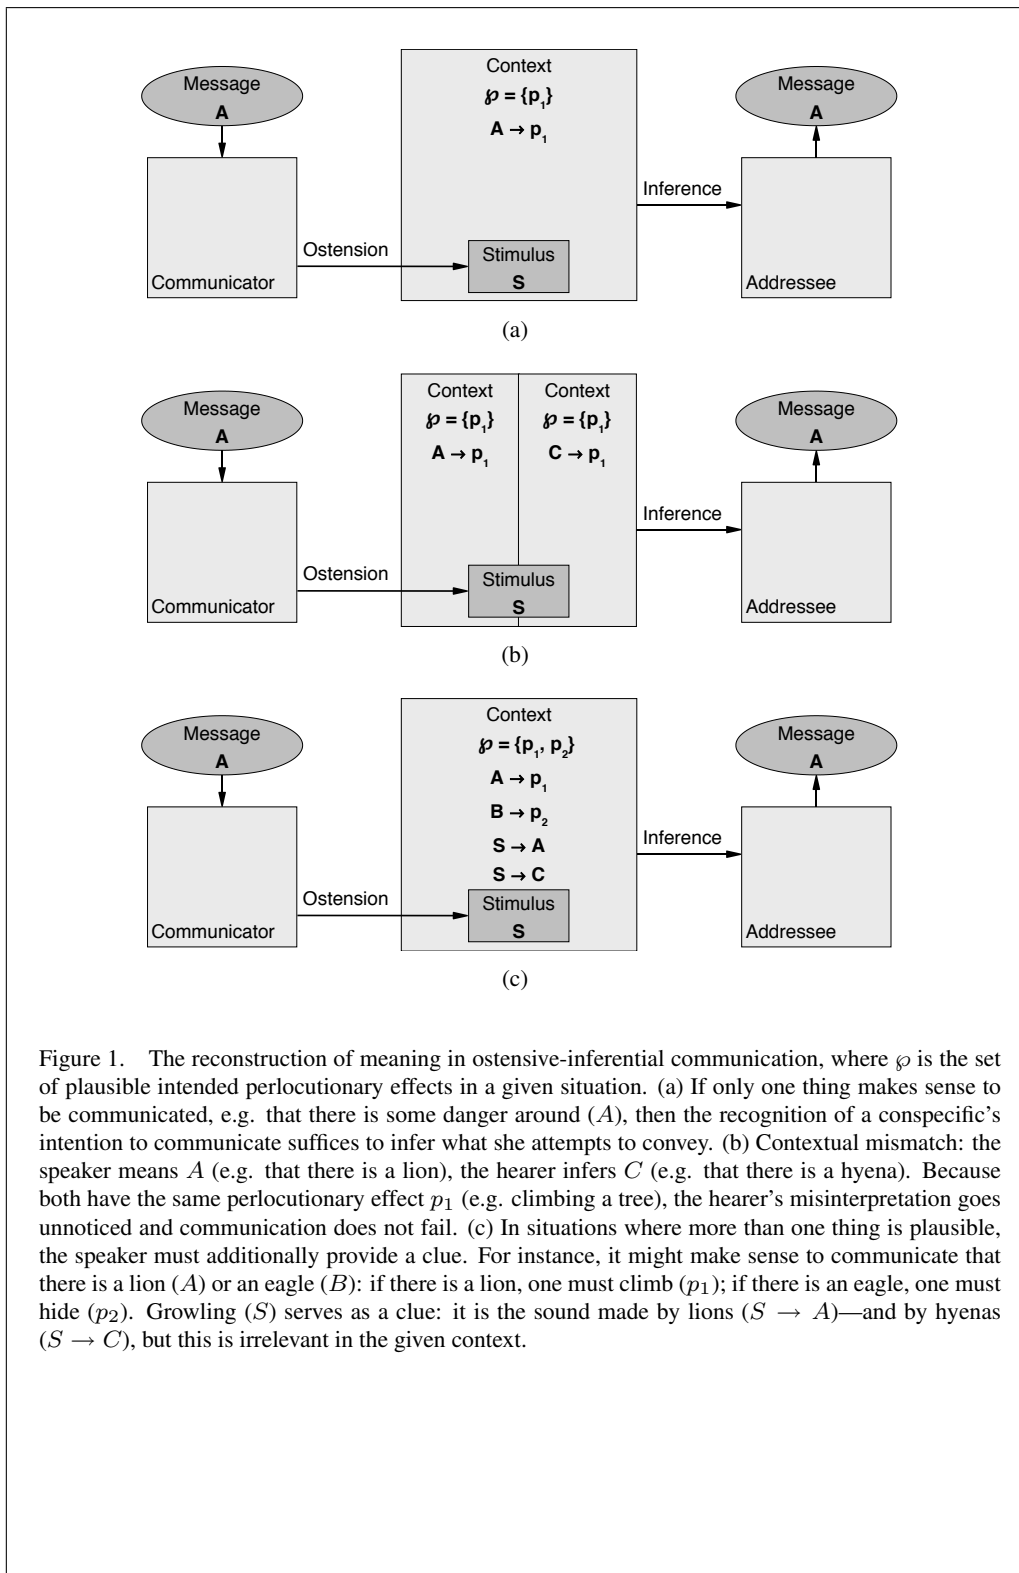 Message
A
Communicator
Ostension
Context
℘ = {p₁}
A → p₁
Stimulus
S
Inference
Message
A
Addressee
(a)
Message
A
Communicator
Ostension
Context
℘ = {p₁}
A → p₁
Context
℘ = {p₁}
C → p₁
Stimulus
S
Inference
Message
A
Addressee
(b)
Message
A
Communicator
Ostension
Context
℘ = {p₁, p₂}
A → p₁
B → p₂
S → A
S → C
Stimulus
S
Inference
Message
A
Addressee
(c)
Figure 1. The reconstruction of meaning in ostensive-inferential communication, where ℘ is the set
of plausible intended perlocutionary effects in a given situation. (a) If only one thing makes sense to
be communicated, e.g. that there is some danger around (A), then the recognition of a conspecific's
intention to communicate suffices to infer what she attempts to convey. (b) Contextual mismatch: the
speaker means A (e.g. that there is a lion), the hearer infers C (e.g. that there is a hyena). Because
both have the same perlocutionary effect p₁ (e.g. climbing a tree), the hearer's misinterpretation goes
unnoticed and communication does not fail. (c) In situations where more than one thing is plausible,
the speaker must additionally provide a clue. For instance, it might make sense to communicate that
there is a lion (A) or an eagle (B): if there is a lion, one must climb (p₁); if there is an eagle, one must
hide (p₂). Growling (S) serves as a clue: it is the sound made by lions (S → A)—and by hyenas
(S → C), but this is irrelevant in the given context.